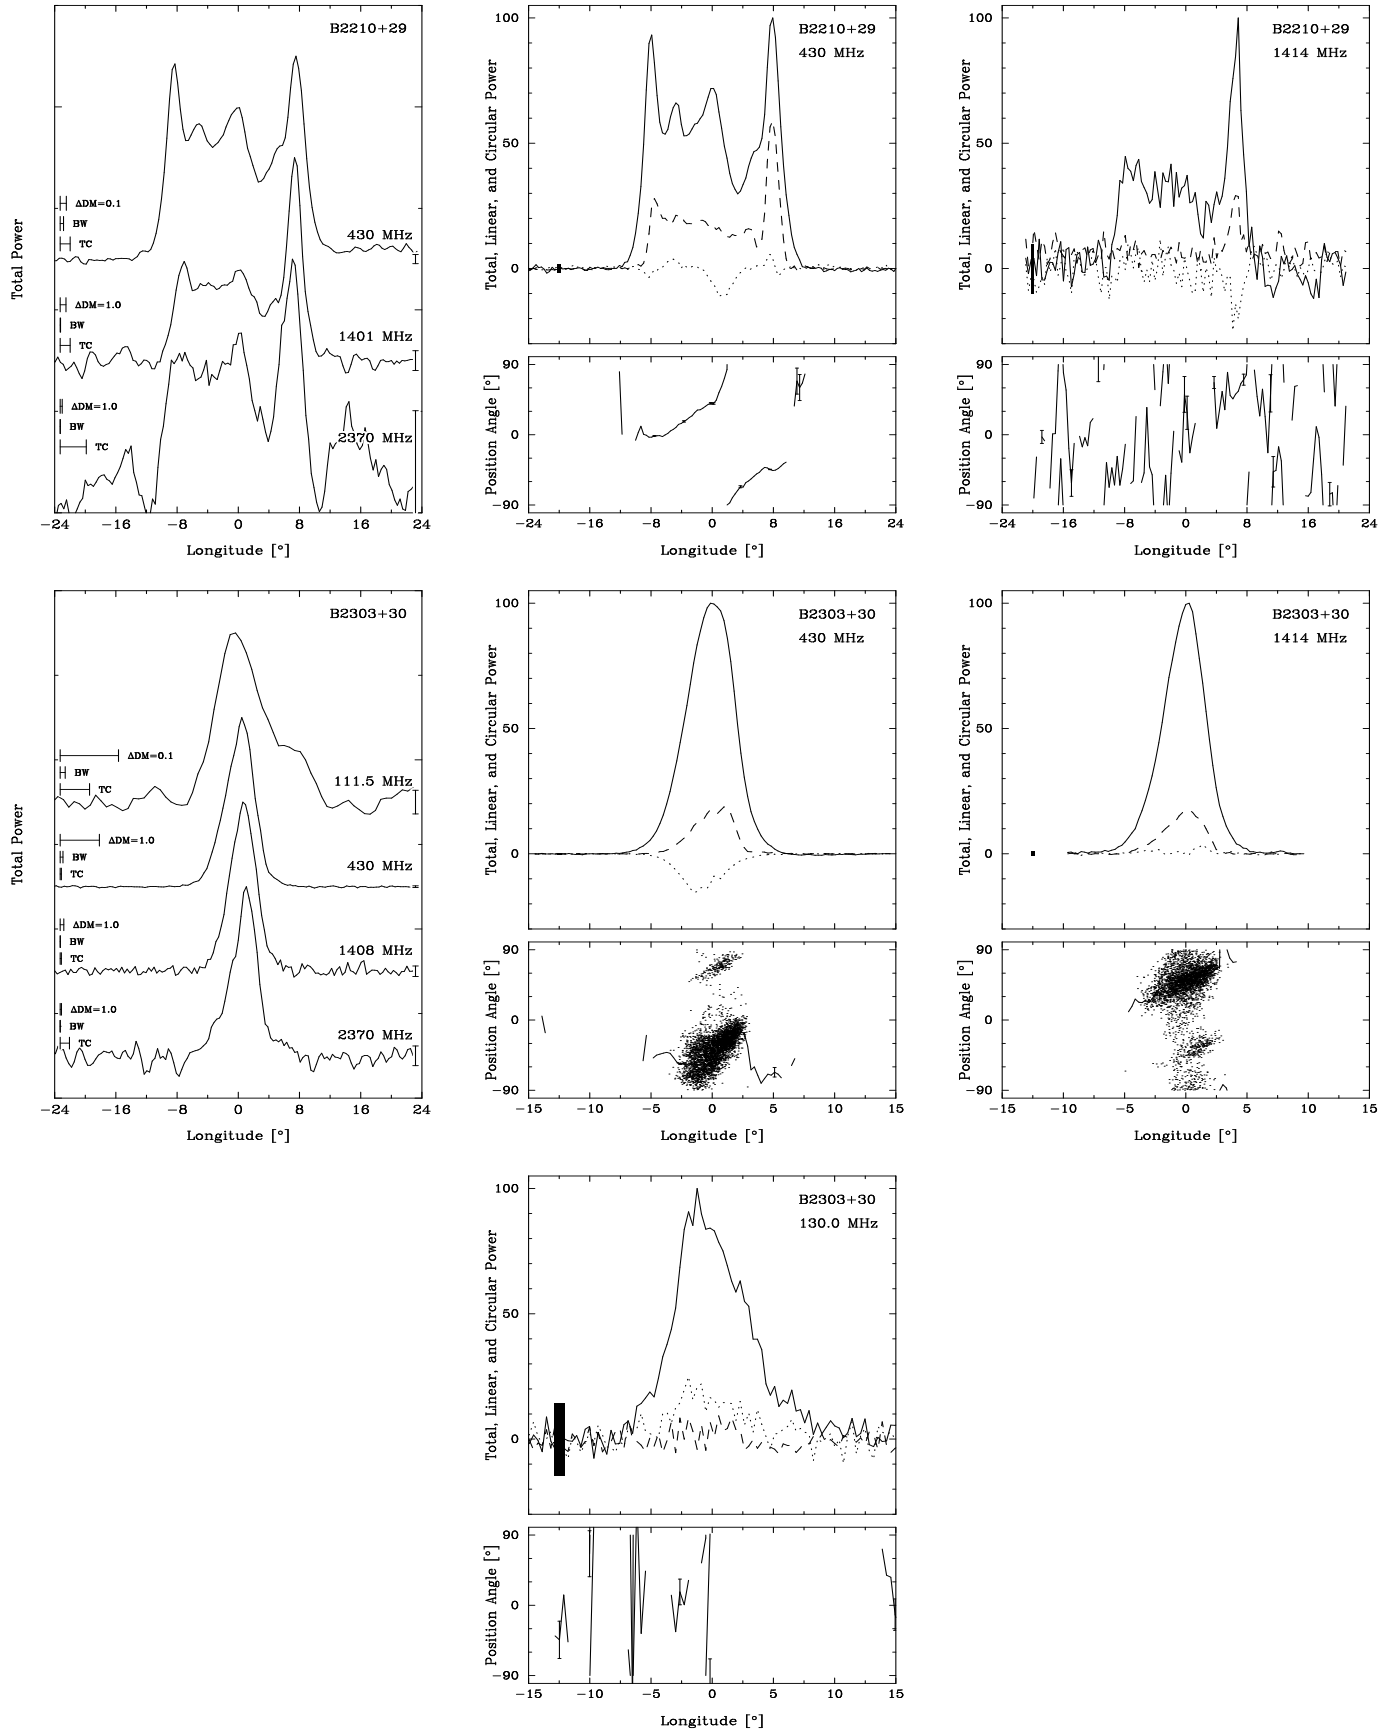 B2210+29
ΔDM=0.1
BW
TC
430 MHz
ΔDM=1.0
BW
TC
1401 MHz
ΔDM=1.0
BW
TC
2370 MHz
Total Power
−24 −16 −8 0 8 16 24
Longitude [°]
B2210+29
430 MHz
100
50
0
Total, Linear, and Circular Power
90
0
−90
Position Angle [°]
−24 −16 −8 0 8 16 24
Longitude [°]
B2210+29
1414 MHz
100
50
0
Total, Linear, and Circular Power
90
0
−90
Position Angle [°]
−24 −16 −8 0 8 16 24
Longitude [°]
B2303+30
ΔDM=0.1
BW
TC
111.5 MHz
ΔDM=1.0
BW
TC
430 MHz
ΔDM=1.0
BW
TC
1408 MHz
ΔDM=1.0
BW
TC
2370 MHz
Total Power
−24 −16 −8 0 8 16 24
Longitude [°]
B2303+30
430 MHz
100
50
0
Total, Linear, and Circular Power
90
0
−90
Position Angle [°]
−15 −10 −5 0 5 10 15
Longitude [°]
B2303+30
1414 MHz
100
50
0
Total, Linear, and Circular Power
90
0
−90
Position Angle [°]
−15 −10 −5 0 5 10 15
Longitude [°]
B2303+30
130.0 MHz
100
50
0
Total, Linear, and Circular Power
90
0
−90
Position Angle [°]
−15 −10 −5 0 5 10 15
Longitude [°]